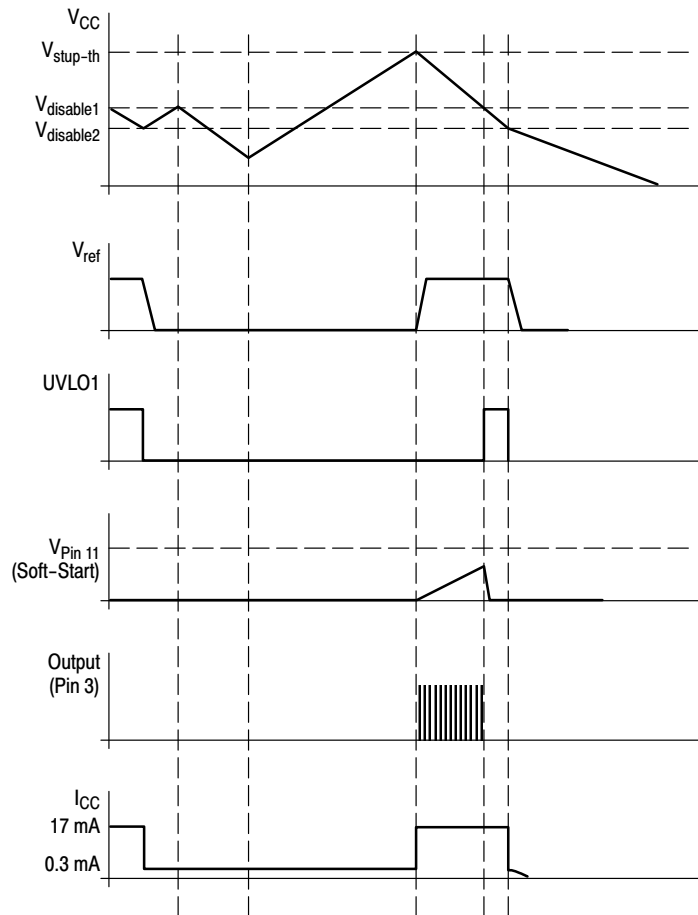 VCC
Vstup-th
Vdisable1
Vdisable2
Vref
UVLO1
VPin 11
(Soft-Start)
Output
(Pin 3)
ICC
17 mA
0.3 mA